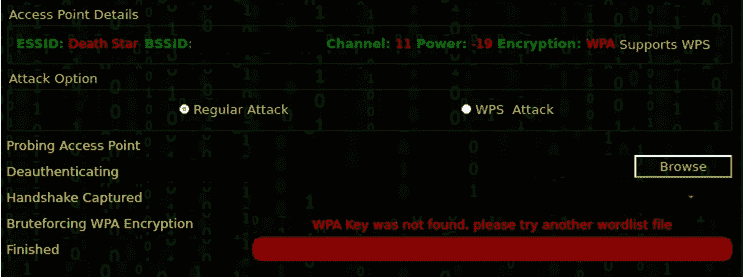 Access Point Details
ESSID: Death Star BSSID: Channel: 11 Power: -19 Encryption: WPA Supports WPS
Attack Option
Regular Attack WPS Attack
Probing Access Point
Deauthenticating Browse
Handshake Captured
Bruteforcing WPA Encryption WPA Key was not found, please try another wordlist file
Finished